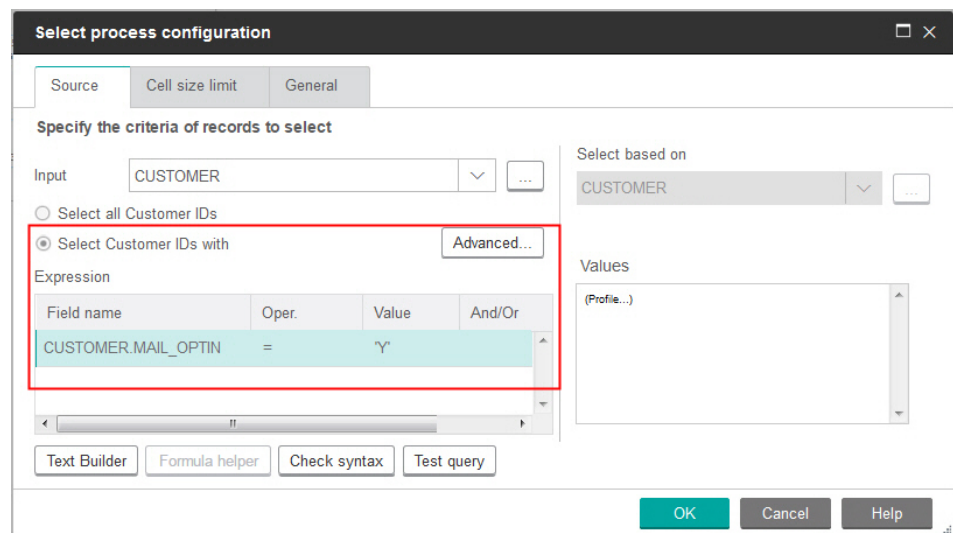 Select process configuration
Source Cell size limit General
Specify the criteria of records to select
Input CUSTOMER ...
Select all Customer IDs
Select Customer IDs with Advanced...
Expression
Field name Oper. Value And/Or
CUSTOMER.MAIL_OPTIN = 'Y'
Text Builder Formula helper Check syntax Test query
Select based on
CUSTOMER ...
Values
(Profile...)
OK Cancel Help